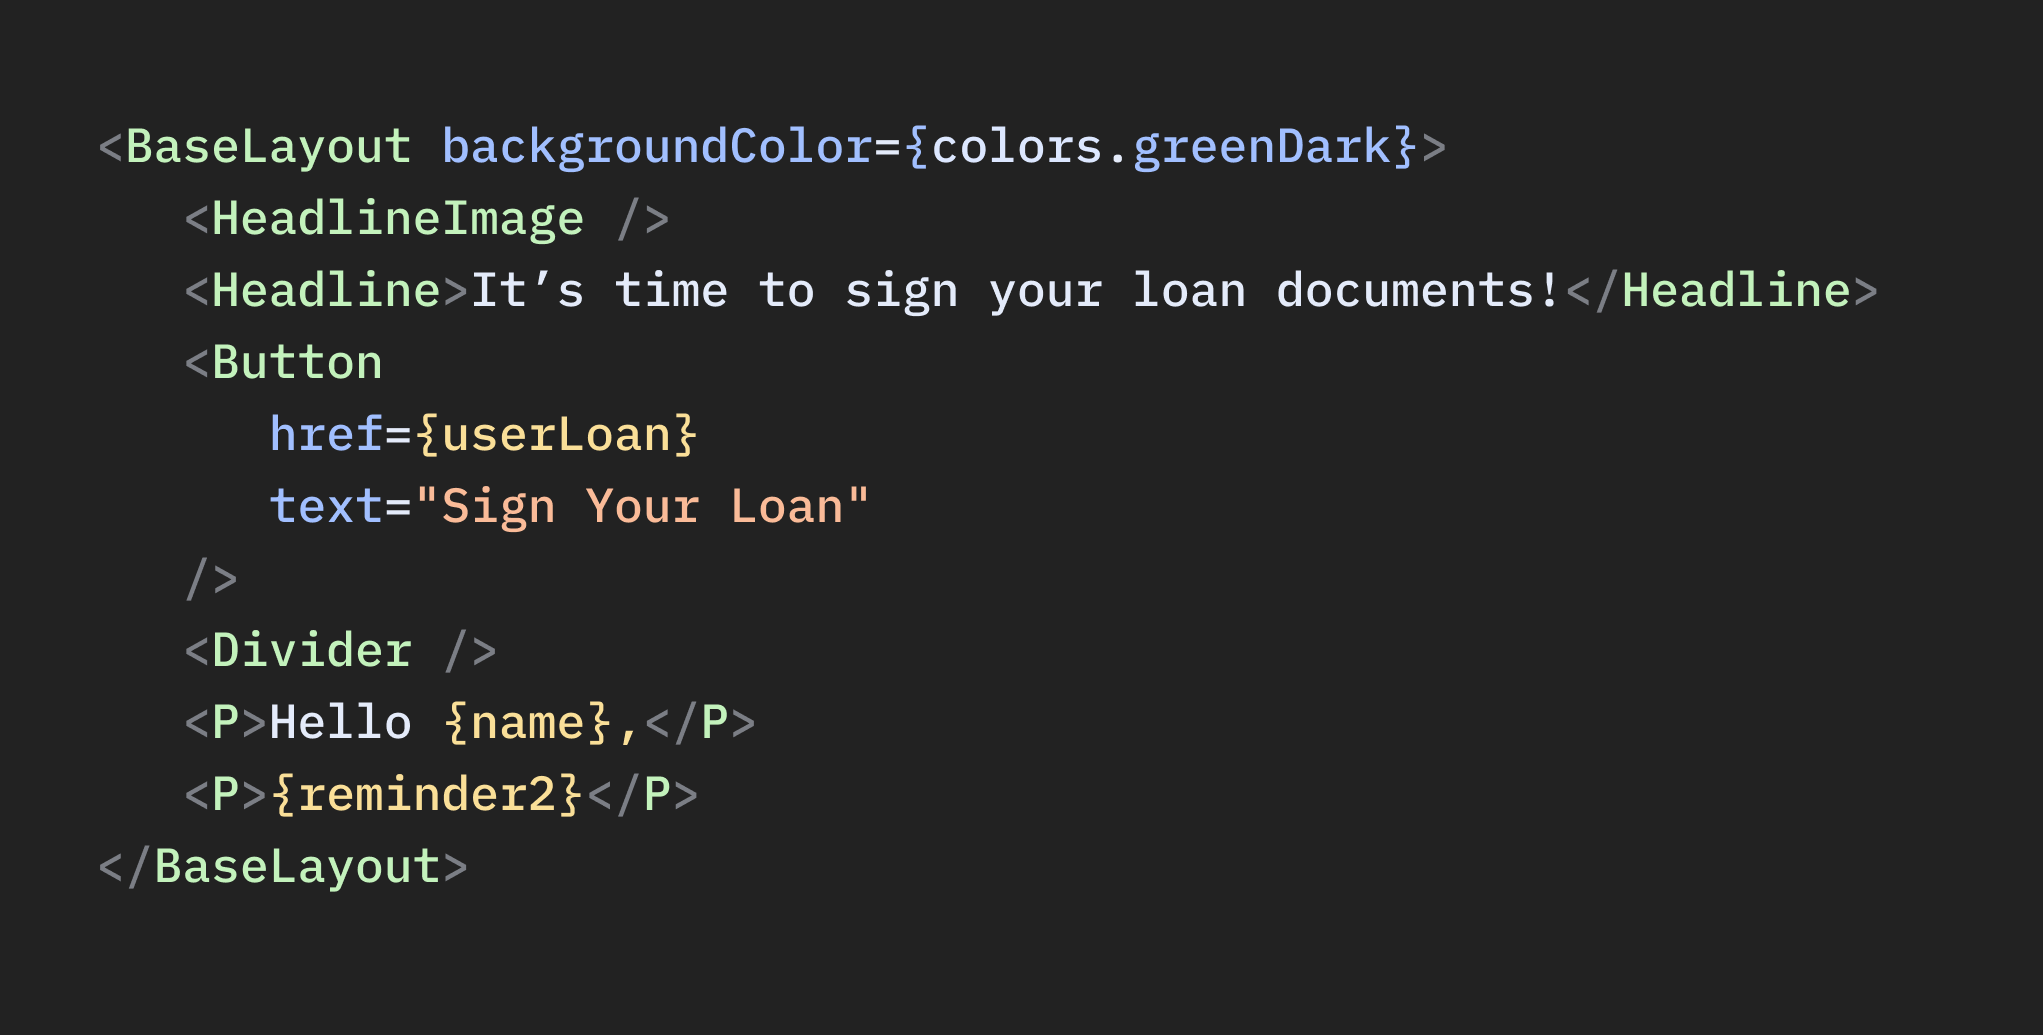 <BaseLayout backgroundColor={colors.greenDark}>
   <HeadlineImage />
   <Headline>It’s time to sign your loan documents!</Headline>
   <Button
      href={userLoan}
      text="Sign Your Loan"
   />
   <Divider />
   <P>Hello {name},</P>
   <P>{reminder2}</P>
</BaseLayout>